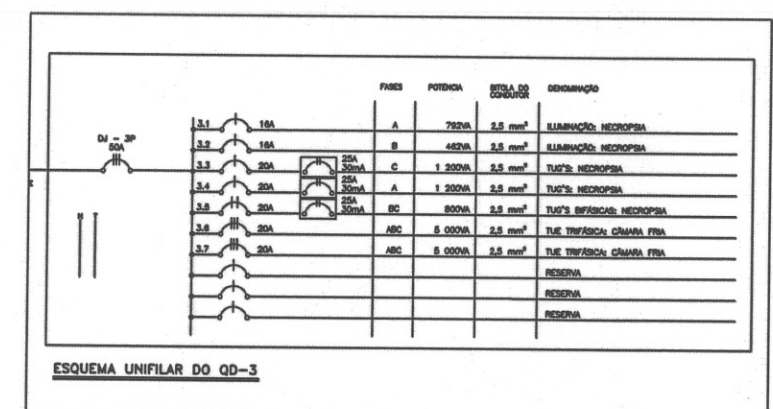 FASES POTÊNCIA BITOLA DO CONDUTOR DENOMINAÇÃO
DJ - 3P
50A
3.1 16A A 792VA 2,5 mm² ILUMINAÇÃO: NECROPSIA
3.2 16A B 462VA 2,5 mm² ILUMINAÇÃO: NECROPSIA
3.3 20A 25A 30mA C 1 200VA 2,5 mm² TUG'S: NECROPSIA
3.4 20A 25A 30mA A 1 200VA 2,5 mm² TUG'S: NECROPSIA
3.5 20A 25A 30mA BC 800VA 2,5 mm² TUG'S BIFÁSICAS: NECROPSIA
3.6 20A ABC 5 000VA 2,5 mm² TUE TRIFÁSICA: CÂMARA FRIA
3.7 20A ABC 5 000VA 2,5 mm² TUE TRIFÁSICA: CÂMARA FRIA
RESERVA
RESERVA
RESERVA
N T
ESQUEMA UNIFILAR DO QD-3